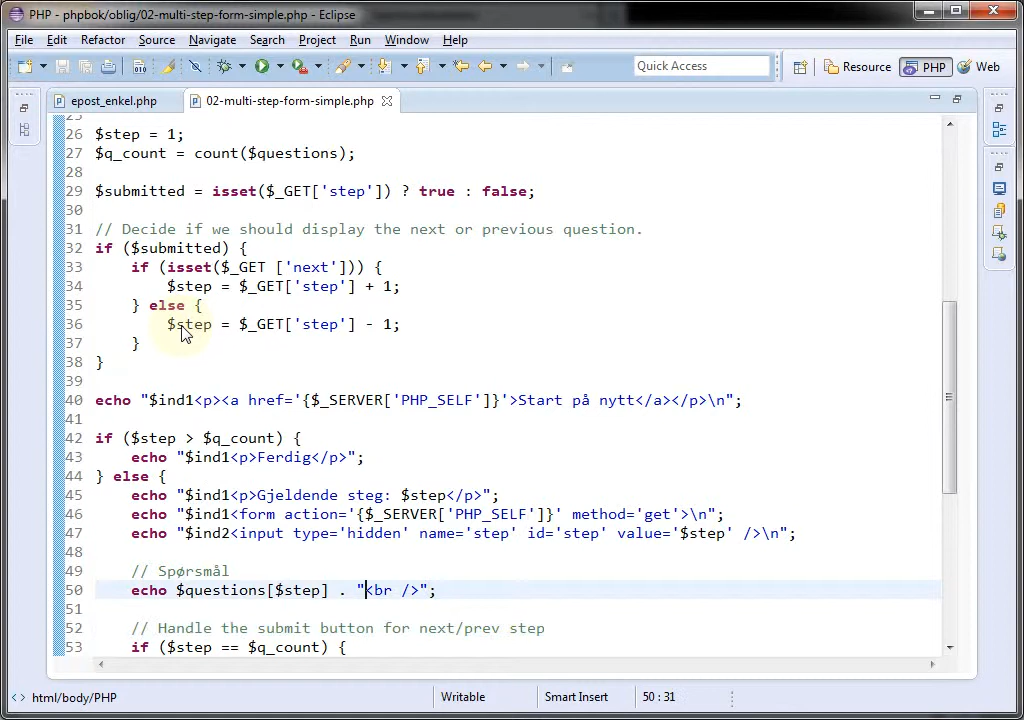 PHP - phpbok/oblig/02-multi-step-form-simple.php - Eclipse
File Edit Refactor Source Navigate Search Project Run Window Help
Quick Access Resource PHP Web
epost_enkel.php 02-multi-step-form-simple.php
26 $step = 1;
27 $q_count = count($questions);
28
29 $submitted = isset($_GET['step']) ? true : false;
30
31 // Decide if we should display the next or previous question.
32 if ($submitted) {
33 if (isset($_GET ['next'])) {
34 $step = $_GET['step'] + 1;
35 } else {
36 $step = $_GET['step'] - 1;
37 }
38 }
39
40 echo "$ind1<p><a href='{$_SERVER['PHP_SELF']}'>Start på nytt</a></p>\n";
41
42 if ($step > $q_count) {
43 echo "$ind1<p>Ferdig</p>";
44 } else {
45 echo "$ind1<p>Gjeldende steg: $step</p>";
46 echo "$ind1<form action='{$_SERVER['PHP_SELF']}' method='get'>\n";
47 echo "$ind2<input type='hidden' name='step' id='step' value='$step' />\n";
48
49 // Spørsmål
50 echo $questions[$step] . "<br />";
51
52 // Handle the submit button for next/prev step
53 if ($step == $q_count) {
html/body/PHP Writable Smart Insert 50 : 31